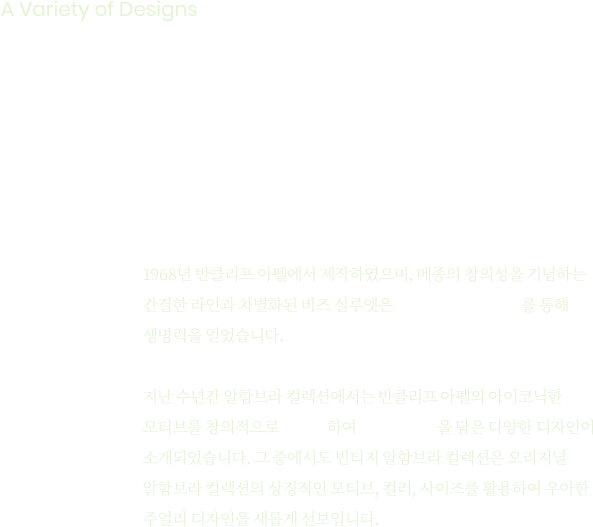 A Variety of Designs
1968년 반클리프 아펠에서 제작하였으며, 메종의 창의성을 기념하는
간결한 라인과 차별화된 비즈 실루엣은 를 통해
생명력을 얻었습니다.
지난 수년간 알함브라 컬렉션에서는 반클리프 아펠의 아이코닉한
모티브를 창의적으로 하여 을 담은 다양한 디자인이
소개되었습니다. 그 중에서도 빈티지 알함브라 컬렉션은 오리지널
알함브라 컬렉션의 상징적인 모티브, 컬러, 사이즈를 활용하여 우아한
주얼리 디자인을 새롭게 선보입니다.